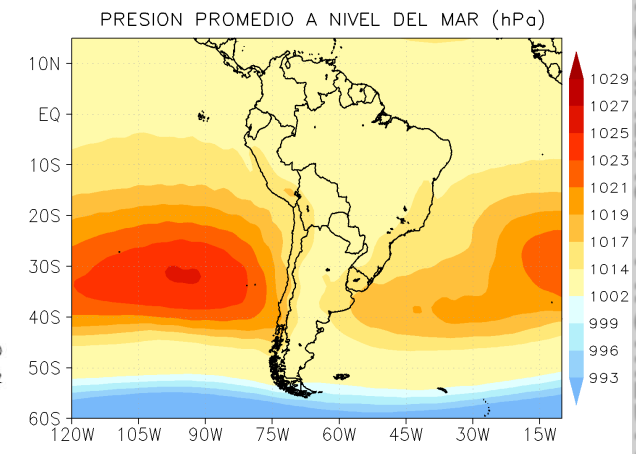 PRESION PROMEDIO A NIVEL DEL MAR (hPa)
10N
EQ
10S
20S
30S
40S
50S
60S
120W 105W 90W 75W 60W 45W 30W 15W
1029
1027
1025
1023
1021
1019
1017
1014
1002
999
996
993